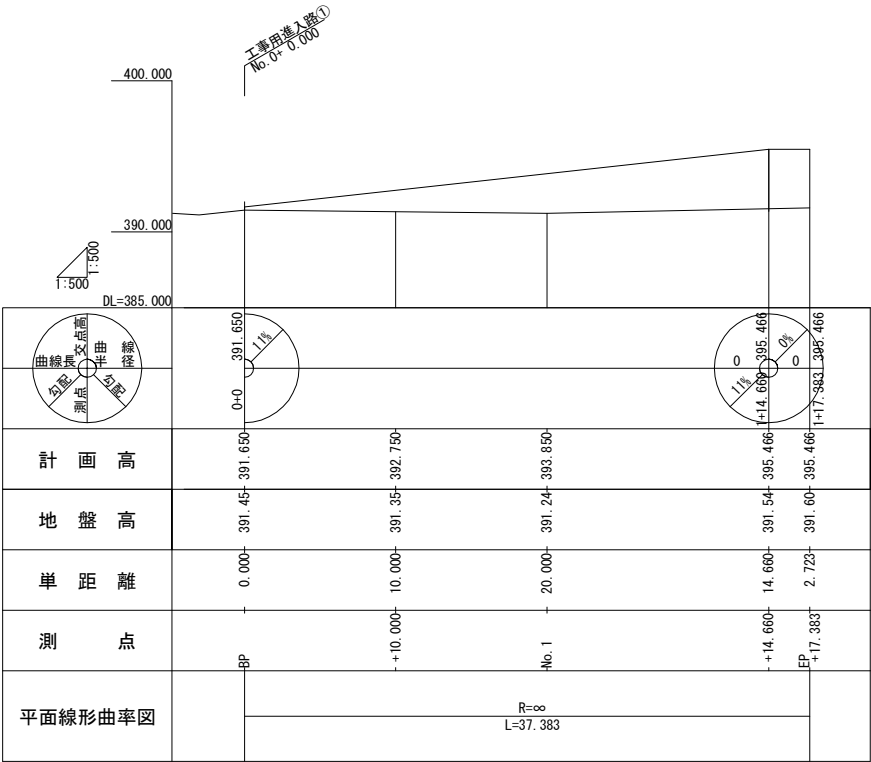 工事用進入路①
No. 0+ 0.000
400.000
390.000
1:500
1:500
DL=385.000
交点高
曲線長
曲線
半径
勾配
測点
勾配
0+0
391.650
11%
0
11%
1+14.660
395.466
0%
0
1+17.383
395.466
計画高
391.650
392.750
393.850
395.466
395.466
地盤高
391.45
391.35
391.24
391.54
391.60
単距離
0.000
10.000
20.000
14.660
2.723
測点
BP
+10.000
No.1
+14.660
EP
+17.383
平面線形曲率図
R=∞
L=37.383